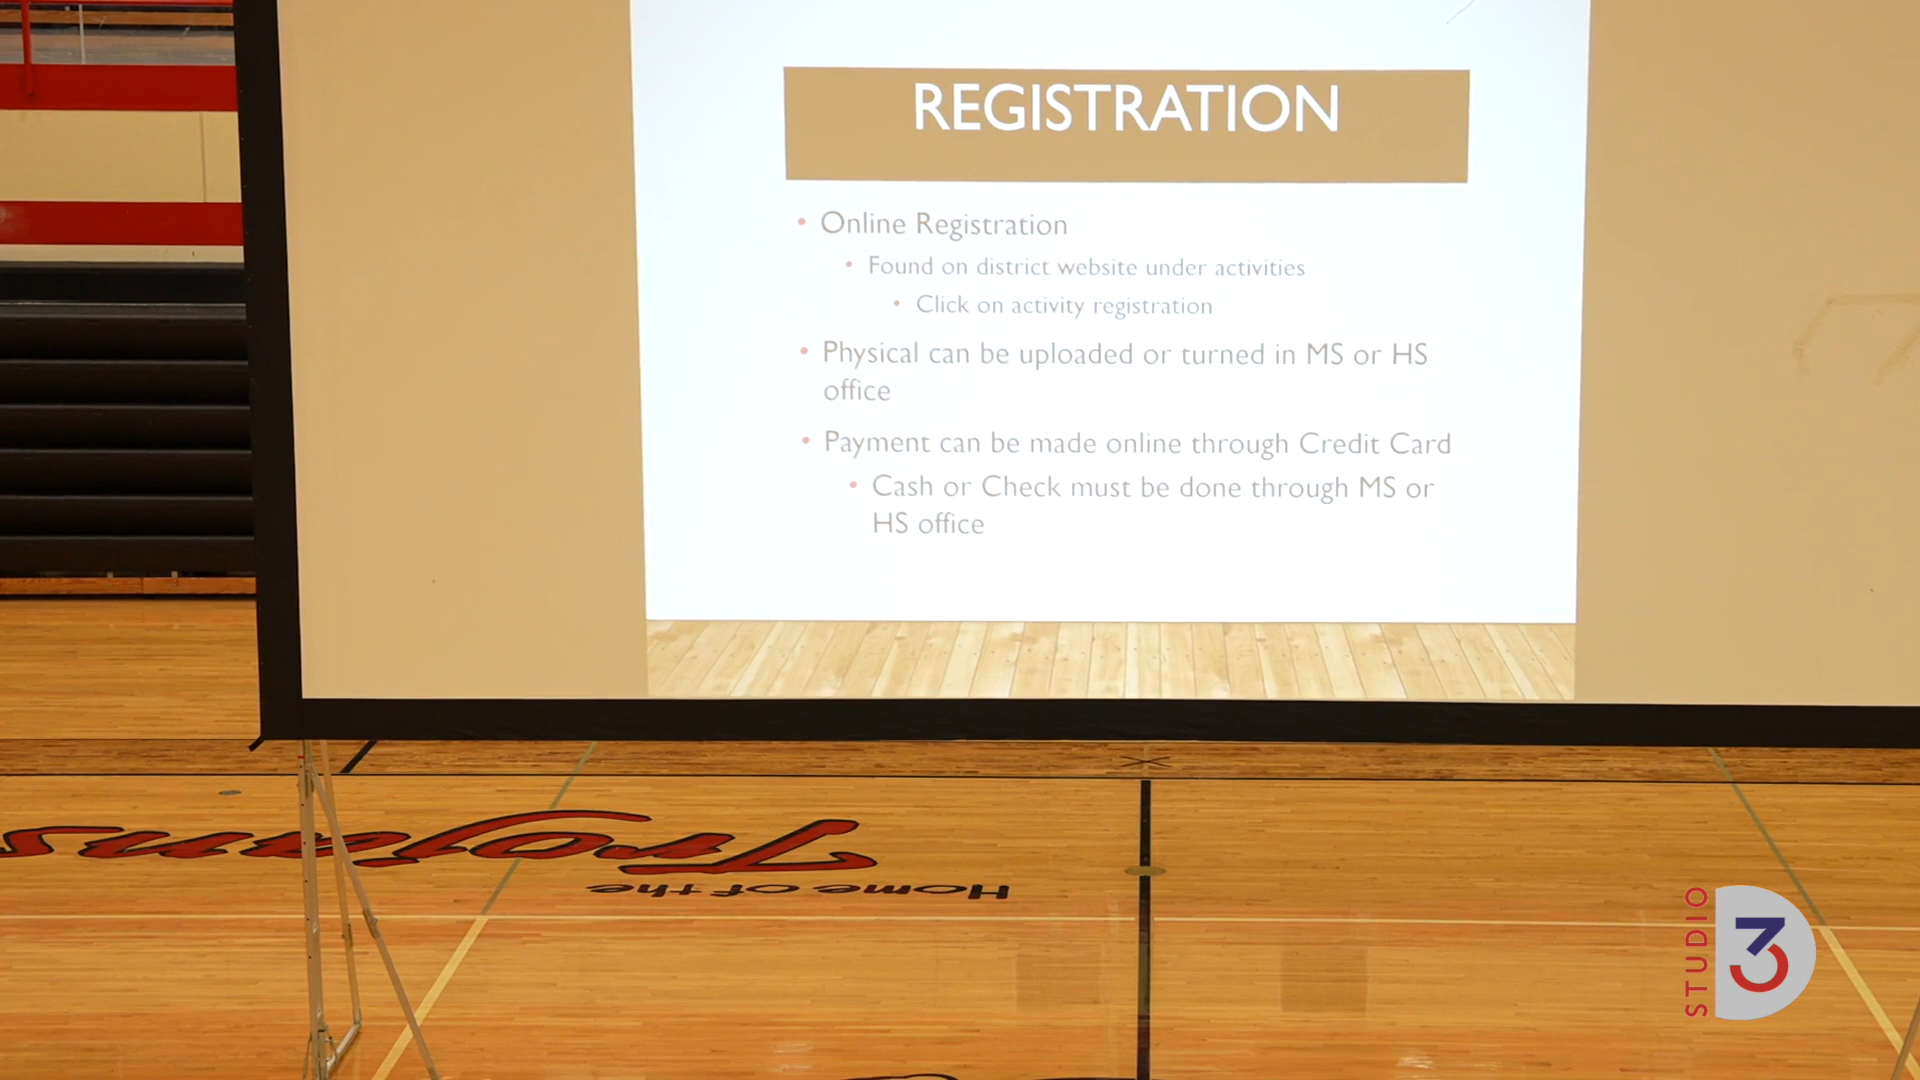 REGISTRATION
• Online Registration
• Found on district website under activities
• Click on activity registration
• Physical can be uploaded or turned in MS or HS
office
• Payment can be made online through Credit Card
• Cash or Check must be done through MS or
HS office
Trojans
Home of the
STUDIO
3